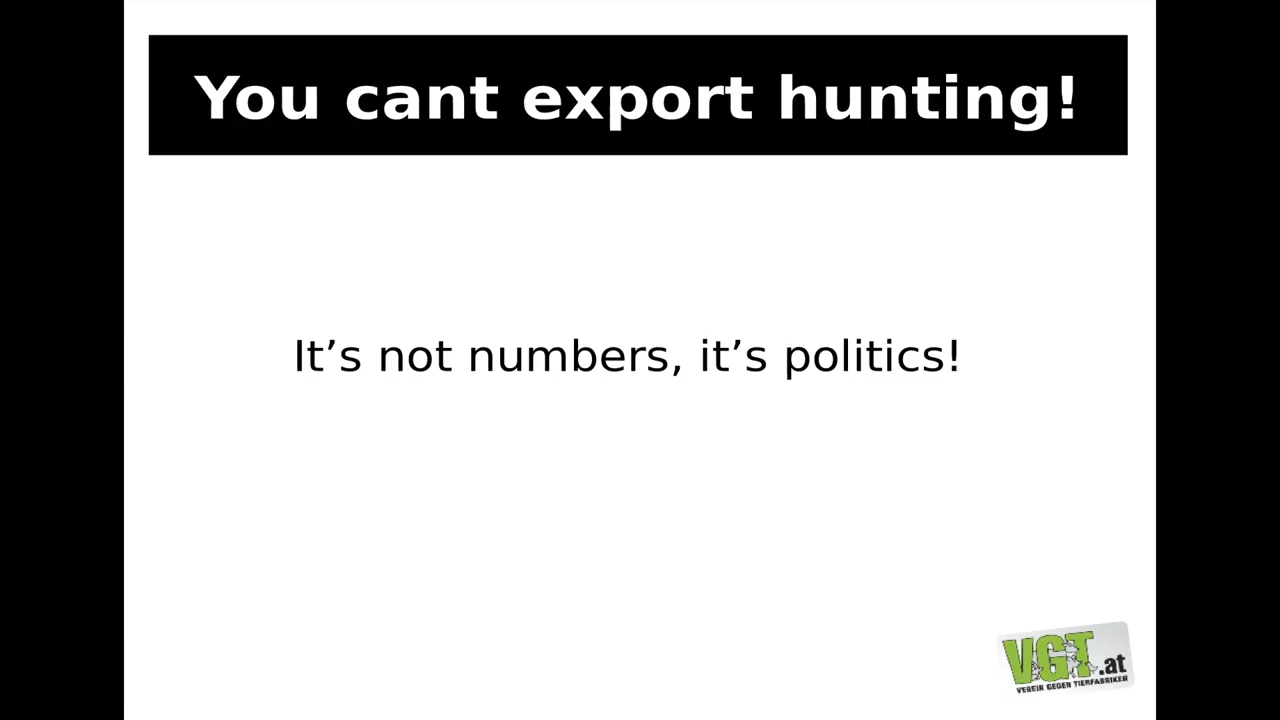 You cant export hunting!
It’s not numbers, it’s politics!
VGT.at
VEREIN GEGEN TIERFABRIKEN